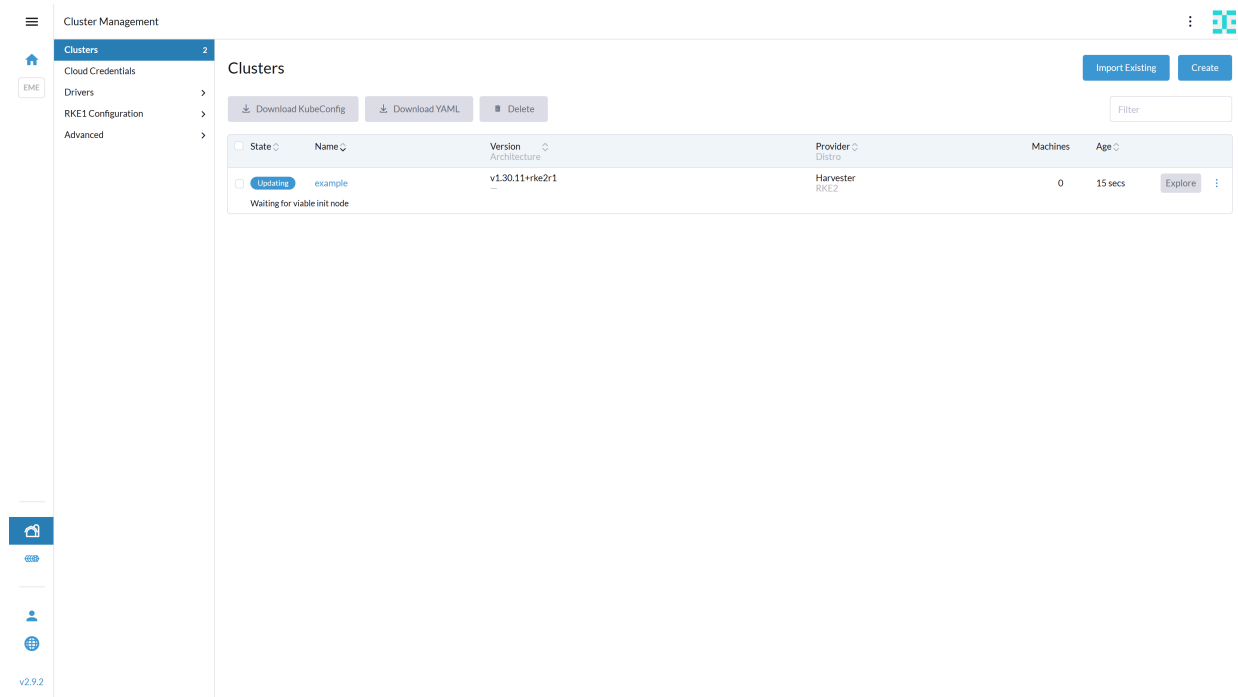 Cluster Management
EME
Clusters 2
Cloud Credentials
Drivers
RKE1 Configuration
Advanced
Clusters
Import Existing
Create
Download KubeConfig
Download YAML
Delete
Filter
State Name Version Provider Machines Age
Architecture Distro
Updating example v1.30.11+rke2r1 Harvester 0 15 secs Explore
— RKE2
Waiting for viable init node
v2.9.2